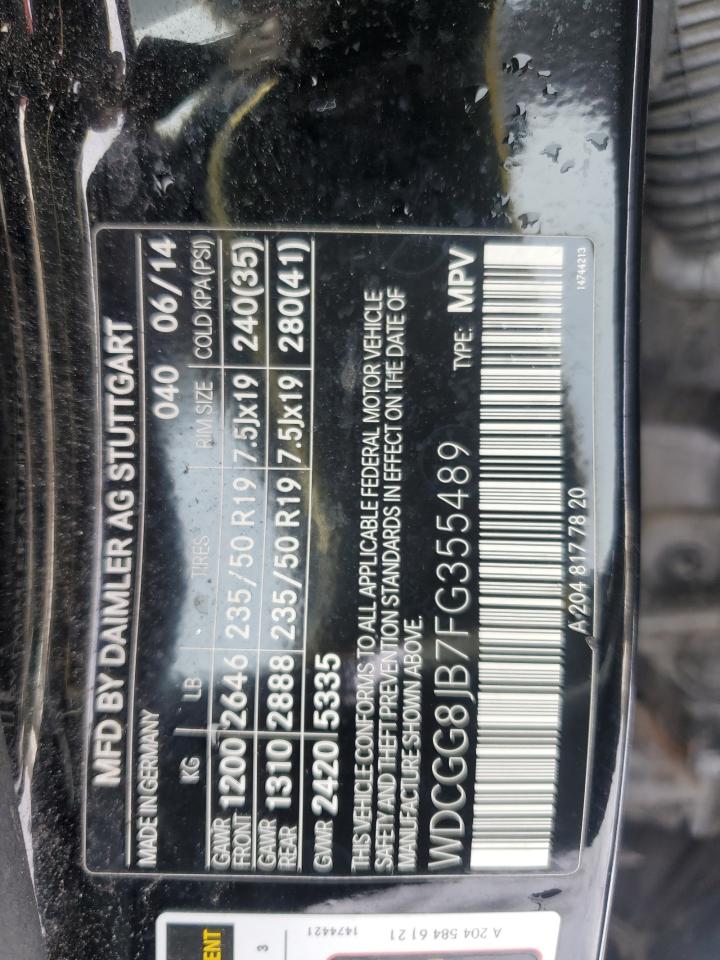 MFD BY DAIMLER AG STUTTGART
MADE IN GERMANY 040 06/14
KG LB TIRES RIM SIZE COLD KPA(PSI)
GAWR FRONT 1200 2646 235/50 R19 7.5Jx19 240(35)
GAWR REAR 1310 2888 235/50 R19 7.5Jx19 280(41)
GVWR 2420 5335
THIS VEHICLE CONFORMS TO ALL APPLICABLE FEDERAL MOTOR VEHICLE
SAFETY AND THEFT PREVENTION STANDARDS IN EFFECT ON THE DATE OF
MANUFACTURE SHOWN ABOVE.
WDCGG8JB7FG355489 TYPE: MPV
A 204 817 78 20 14744213
ENT
3
1474421
A 204 584 61 21